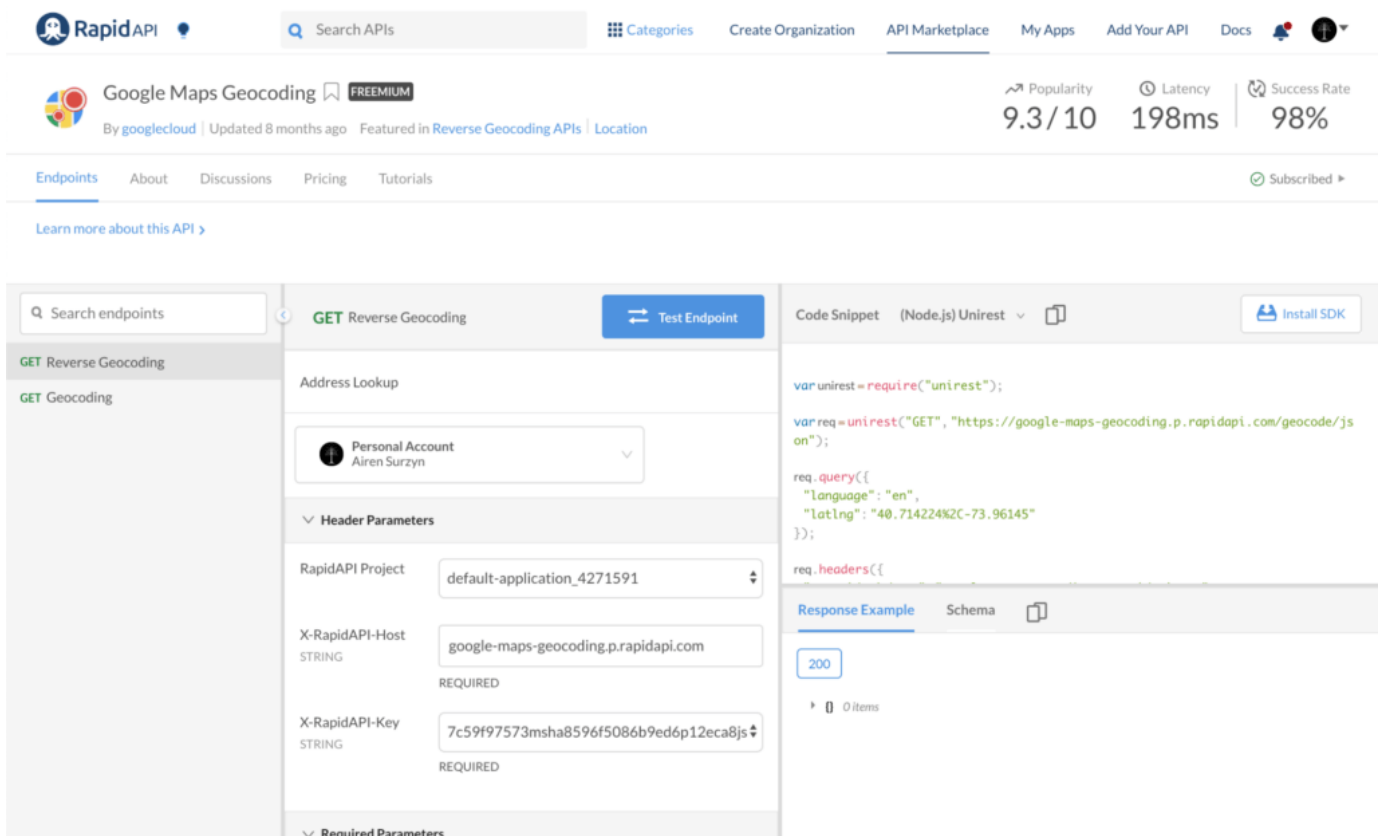 RapidAPI Search APIs Categories Create Organization API Marketplace My Apps Add Your API Docs
Google Maps Geocoding FREEMIUM
By googlecloud Updated 8 months ago Featured in Reverse Geocoding APIs Location
Popularity
9.3 / 10
Latency
198ms
Success Rate
98%
Endpoints About Discussions Pricing Tutorials
Subscribed
Learn more about this API
Search endpoints
GET Reverse Geocoding
GET Geocoding
GET Reverse Geocoding
Test Endpoint
Address Lookup
Personal Account
Airen Surzyn
Header Parameters
RapidAPI Project
default-application_4271591
X-RapidAPI-Host
STRING
google-maps-geocoding.p.rapidapi.com
REQUIRED
X-RapidAPI-Key
STRING
7c59f97573msha8596f5086b9ed6p12eca8js
REQUIRED
Required Parameters
Code Snippet (Node.js) Unirest
Install SDK
var unirest = require("unirest");
var req = unirest("GET", "https://google-maps-geocoding.p.rapidapi.com/geocode/js
on");
req.query({
"language": "en",
"latlng": "40.714224%2C-73.96145"
});
req.headers({
Response Example Schema
200
{} 0 items